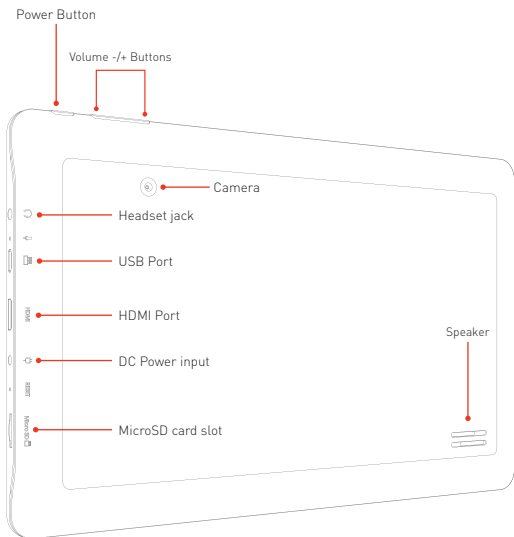 Power Button
Volume -/+ Buttons
Camera
Headset jack
USB Port
HDMI
HDMI Port
Speaker
DC Power input
RESET
MicroSD
MicroSD card slot